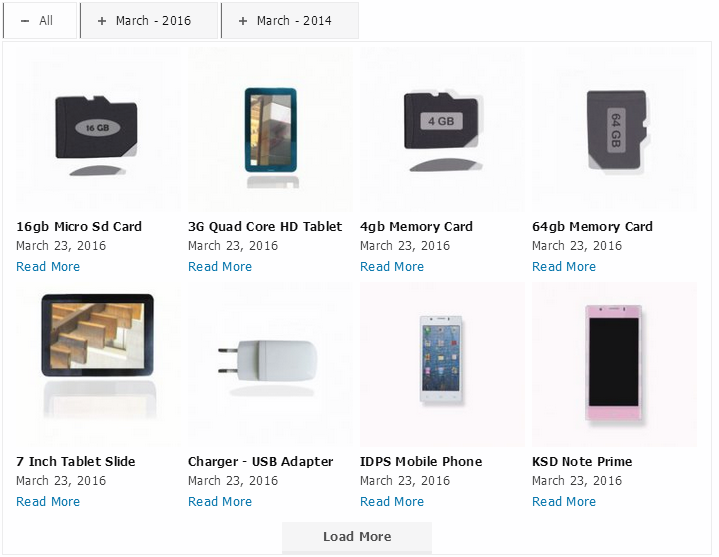 All
March - 2016
March - 2014
16 GB
4 GB
64 GB
16gb Micro Sd Card
3G Quad Core HD Tablet
4gb Memory Card
64gb Memory Card
March 23, 2016
March 23, 2016
March 23, 2016
March 23, 2016
Read More
Read More
Read More
Read More
7 Inch Tablet Slide
Charger - USB Adapter
IDPS Mobile Phone
KSD Note Prime
March 23, 2016
March 23, 2016
March 23, 2016
March 23, 2016
Read More
Read More
Read More
Read More
Load More